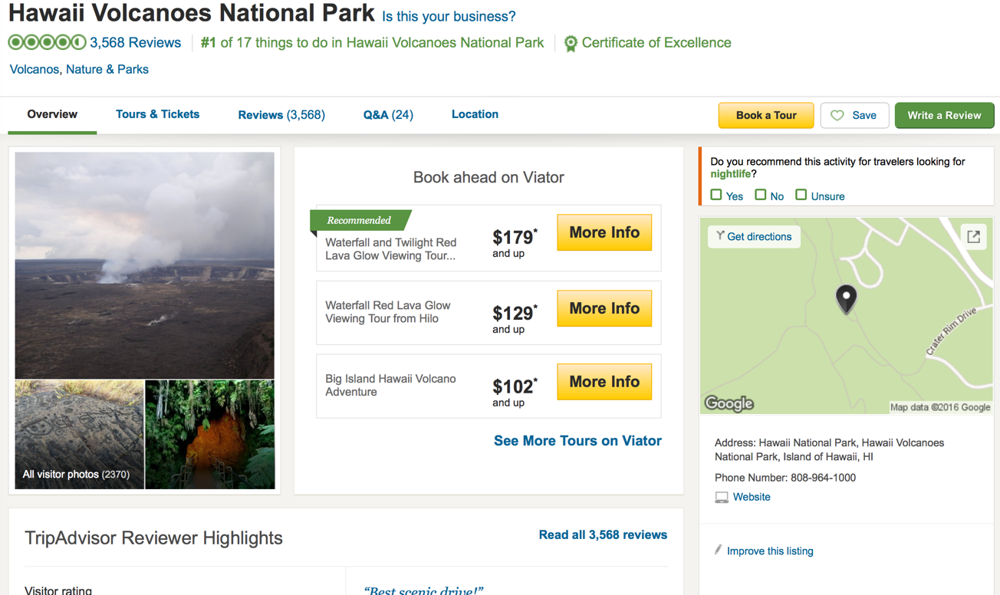 Hawaii Volcanoes National Park Is this your business?
3,568 Reviews #1 of 17 things to do in Hawaii Volcanoes National Park Certificate of Excellence
Volcanos, Nature & Parks
Overview Tours & Tickets Reviews (3,568) Q&A (24) Location Book a Tour Save Write a Review
All visitor photos (2370)
Book ahead on Viator
Recommended
Waterfall and Twilight Red
Lava Glow Viewing Tour...
$179*
and up
More Info
Waterfall Red Lava Glow
Viewing Tour from Hilo
$129*
and up
More Info
Big Island Hawaii Volcano
Adventure
$102*
and up
More Info
See More Tours on Viator
Do you recommend this activity for travelers looking for
nightlife?
Yes No Unsure
Get directions
Crater Rim Drive
Google
Map data ©2016 Google
Address: Hawaii National Park, Hawaii Volcanoes
National Park, Island of Hawaii, HI
Phone Number: 808-964-1000
Website
Improve this listing
TripAdvisor Reviewer Highlights
Read all 3,568 reviews
Visitor rating
“Best scenic drive!”